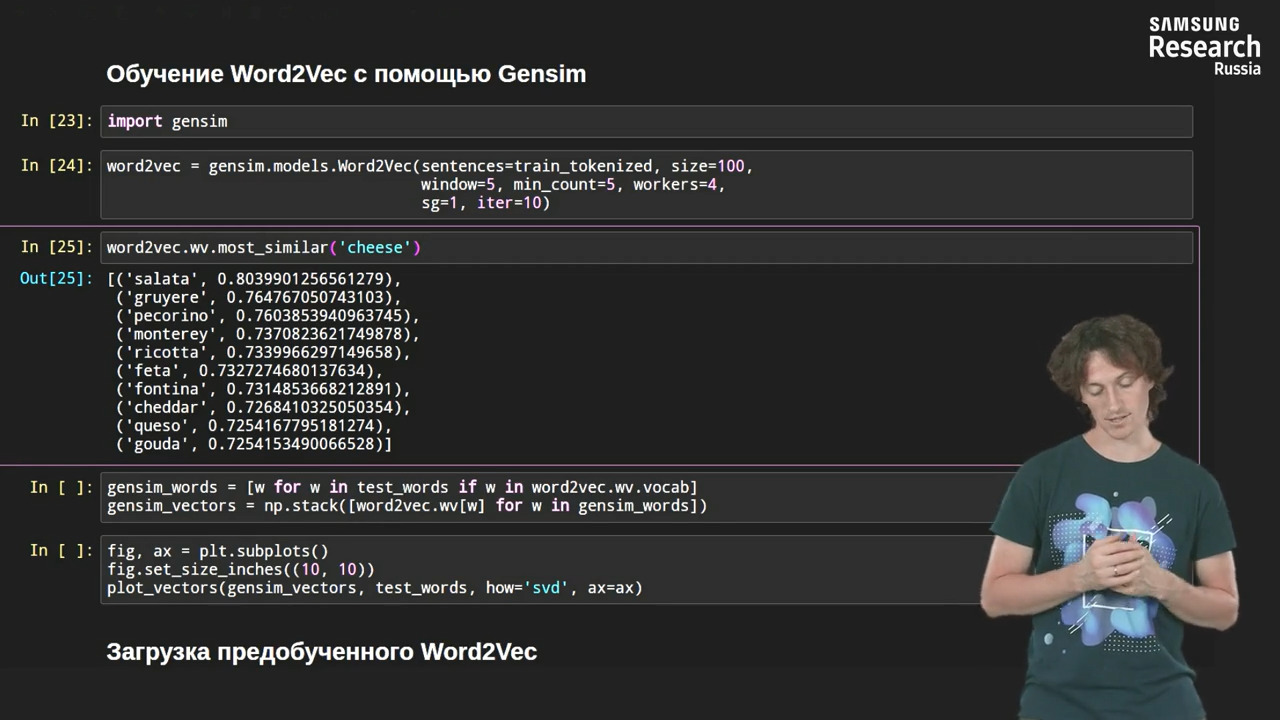 SAMSUNG
Research
Russia
Обучение Word2Vec с помощью Gensim
In [23]: import gensim
In [24]: word2vec = gensim.models.Word2Vec(sentences=train_tokenized, size=100,
window=5, min_count=5, workers=4,
sg=1, iter=10)
In [25]: word2vec.wv.most_similar('cheese')
Out[25]: [('salata', 0.8039901256561279),
('gruyere', 0.764767050743103),
('pecorino', 0.7603853940963745),
('monterey', 0.7370823621749878),
('ricotta', 0.7339966297149658),
('feta', 0.7327274680137634),
('fontina', 0.7314853668212891),
('cheddar', 0.7268410325050354),
('queso', 0.7254167795181274),
('gouda', 0.7254153490066528)]
In [ ]: gensim_words = [w for w in test_words if w in word2vec.wv.vocab]
gensim_vectors = np.stack([word2vec.wv[w] for w in gensim_words])
In [ ]: fig, ax = plt.subplots()
fig.set_size_inches((10, 10))
plot_vectors(gensim_vectors, test_words, how='svd', ax=ax)
Загрузка предобученного Word2Vec